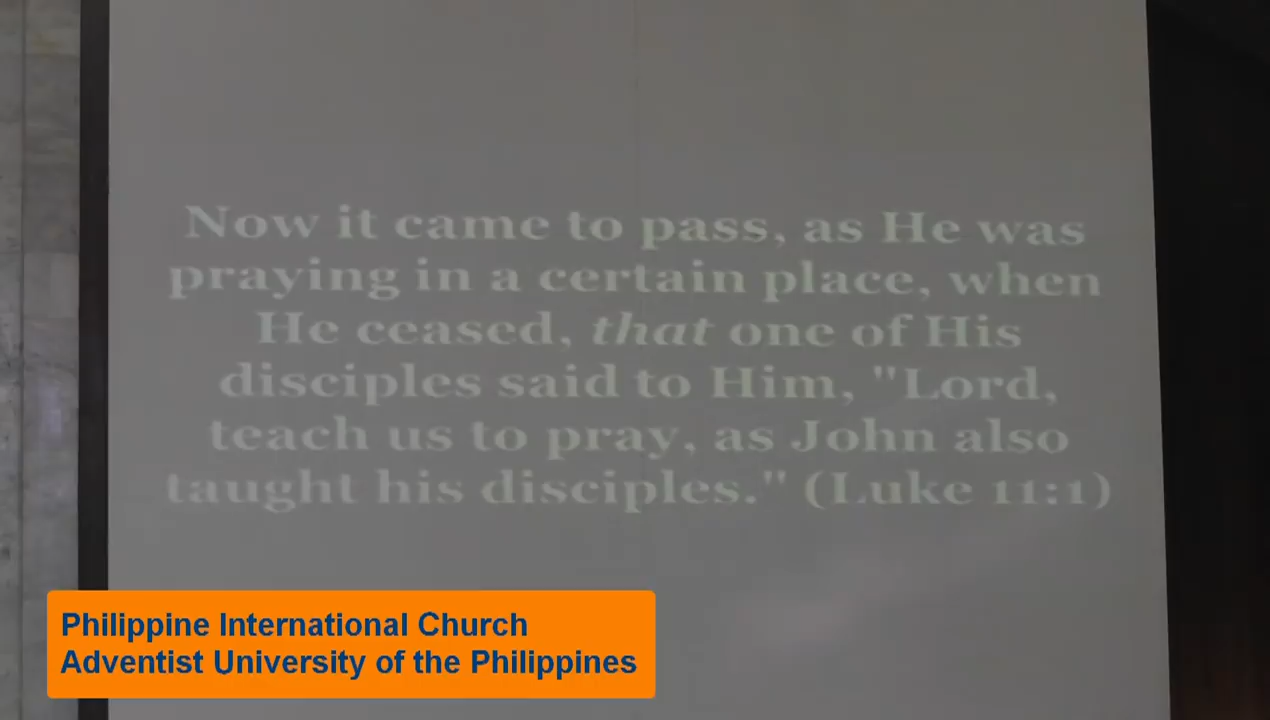 Now it came to pass, as He was
praying in a certain place, when
He ceased, that one of His
disciples said to Him, "Lord,
teach us to pray, as John also
taught his disciples." (Luke 11:1)
Philippine International Church
Adventist University of the Philippines